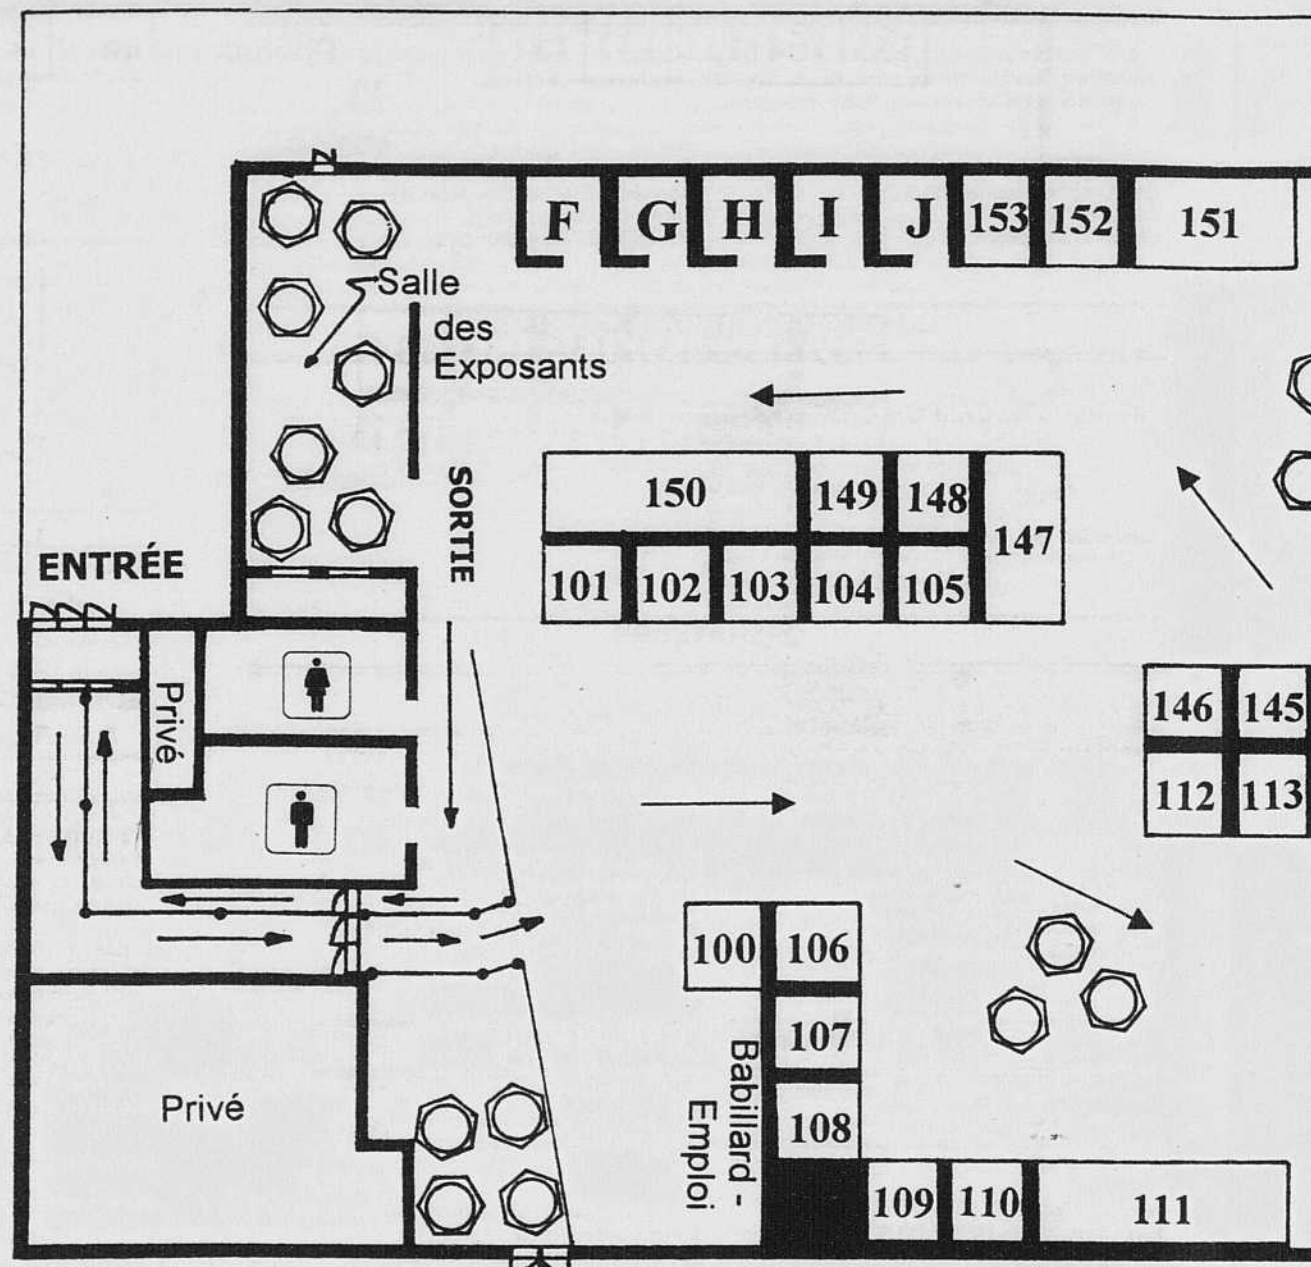 F G H I J 153 152 151
Salle
des
Exposants
SORTIE
150 149 148 147
101 102 103 104 105
ENTRÉE
Privé
146 145
112 113
100 106
107
108
Babillard -
Emploi
Privé
109 110 111